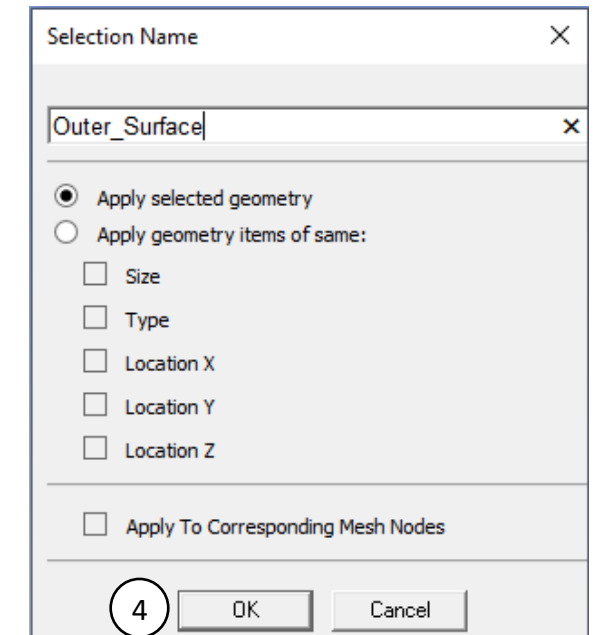 Selection Name
Outer_Surface
Apply selected geometry
Apply geometry items of same:
Size
Type
Location X
Location Y
Location Z
Apply To Corresponding Mesh Nodes
4 OK Cancel